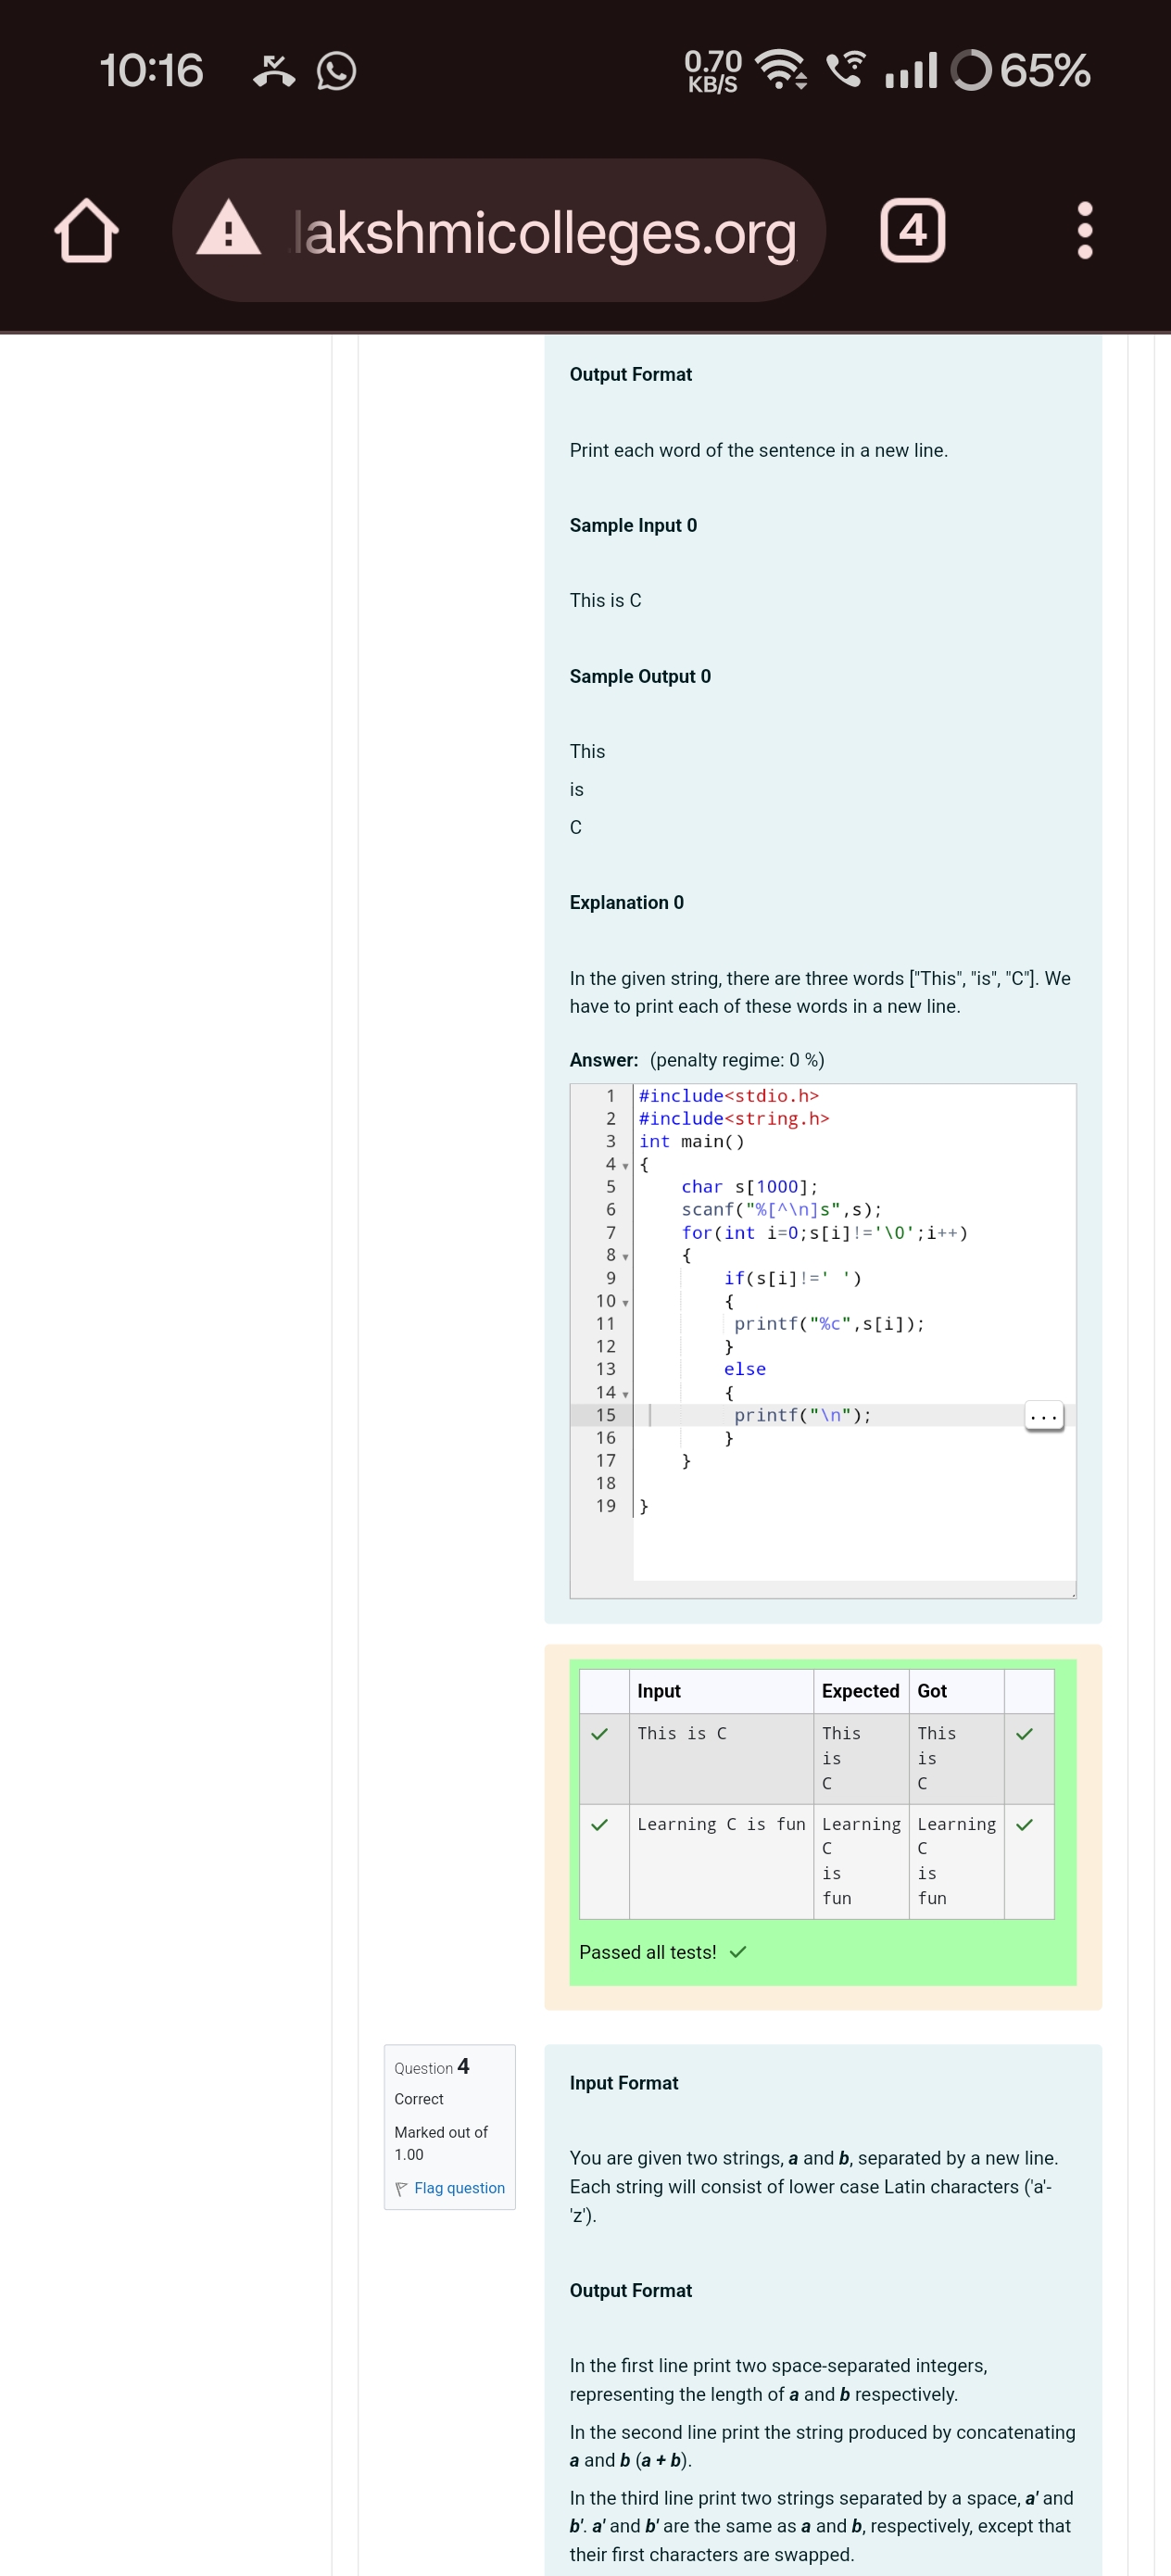 10:16
0.70
KB/S
65%
lakshmicolleges.org
4
Output Format
Print each word of the sentence in a new line.
Sample Input 0
This is C
Sample Output 0
This
is
C
Explanation 0
In the given string, there are three words ["This", "is", "C"]. We
have to print each of these words in a new line.
Answer: (penalty regime: 0 %)
1 #include<stdio.h>
2 #include<string.h>
3 int main()
4 {
5     char s[1000];
6     scanf("%[^\n]s",s);
7     for(int i=0;s[i]!='\0';i++)
8     {
9         if(s[i]!=' ')
10         {
11          printf("%c",s[i]);
12         }
13         else
14         {
15          printf("\n");
...
16         }
17     }
18
19 }
Input Expected Got
This is C This This
is is
C C
Learning C is fun Learning Learning
C C
is is
fun fun
Passed all tests!
Question 4
Correct
Marked out of
1.00
Flag question
Input Format
You are given two strings, a and b, separated by a new line.
Each string will consist of lower case Latin characters ('a'-
'z').
Output Format
In the first line print two space-separated integers,
representing the length of a and b respectively.
In the second line print the string produced by concatenating
a and b (a + b).
In the third line print two strings separated by a space, a' and
b'. a' and b' are the same as a and b, respectively, except that
their first characters are swapped.